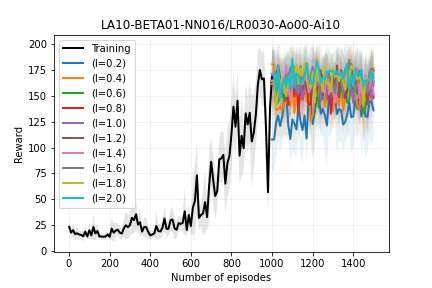 LA10-BETA01-NN016/LR0030-Ao00-Ai10
Training
(l=0.2)
(l=0.4)
(l=0.6)
(l=0.8)
(l=1.0)
(l=1.2)
(l=1.4)
(l=1.6)
(l=1.8)
(l=2.0)
Reward
200
175
150
125
100
75
50
25
0
0 200 400 600 800 1000 1200 1400
Number of episodes